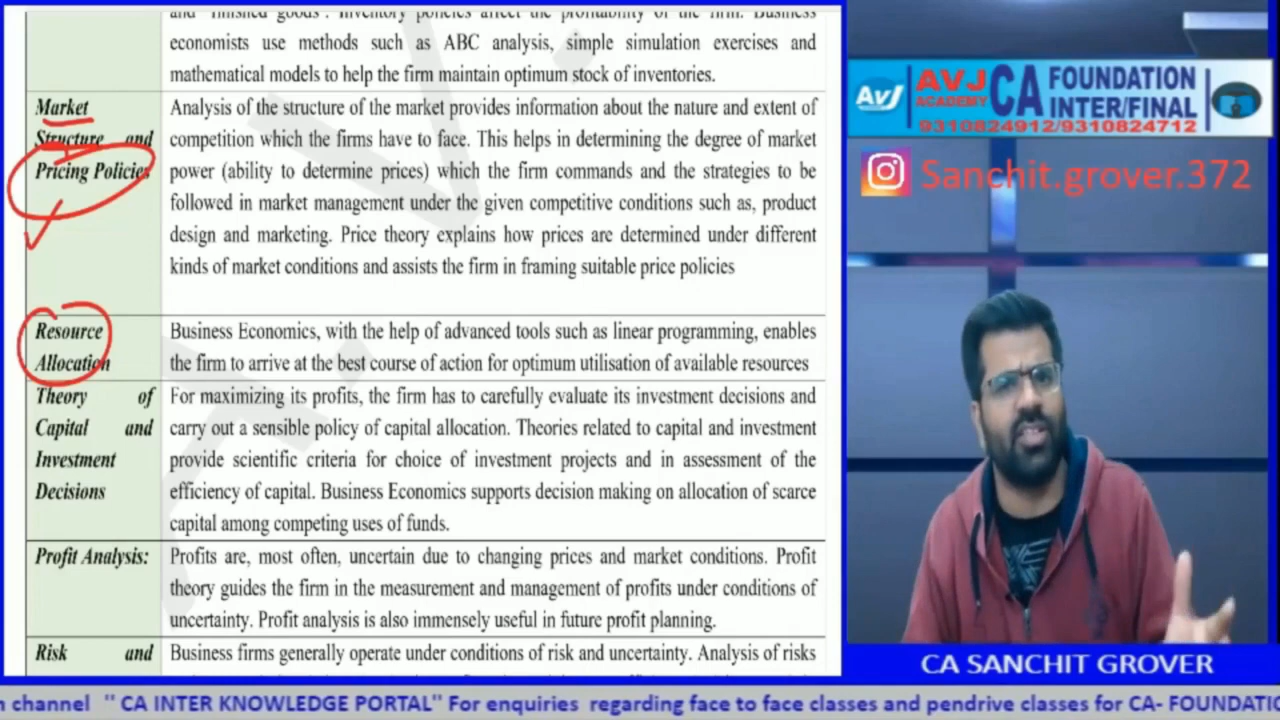 and "finished goods". Inventory policies affect the profitability of the firm. Business
economists use methods such as ABC analysis, simple simulation exercises and
mathematical models to help the firm maintain optimum stock of inventories.
Market
Structure and
Pricing Policies
Analysis of the structure of the market provides information about the nature and extent of
competition which the firms have to face. This helps in determining the degree of market
power (ability to determine prices) which the firm commands and the strategies to be
followed in market management under the given competitive conditions such as, product
design and marketing. Price theory explains how prices are determined under different
kinds of market conditions and assists the firm in framing suitable price policies
Resource
Allocation
Business Economics, with the help of advanced tools such as linear programming, enables
the firm to arrive at the best course of action for optimum utilisation of available resources
Theory of
Capital and
Investment
Decisions
For maximizing its profits, the firm has to carefully evaluate its investment decisions and
carry out a sensible policy of capital allocation. Theories related to capital and investment
provide scientific criteria for choice of investment projects and in assessment of the
efficiency of capital. Business Economics supports decision making on allocation of scarce
capital among competing uses of funds.
Profit Analysis:
Profits are, most often, uncertain due to changing prices and market conditions. Profit
theory guides the firm in the measurement and management of profits under conditions of
uncertainty. Profit analysis is also immensely useful in future profit planning.
Risk and
Business firms generally operate under conditions of risk and uncertainty. Analysis of risks
AVJ
AVJ
ACADEMY
CA
FOUNDATION
INTER/FINAL
9310824912/9310824712
Sanchit.grover.372
CA SANCHIT GROVER
channel " CA INTER KNOWLEDGE PORTAL" For enquiries regarding face to face classes and pendrive classes for CA- FOUNDATIO